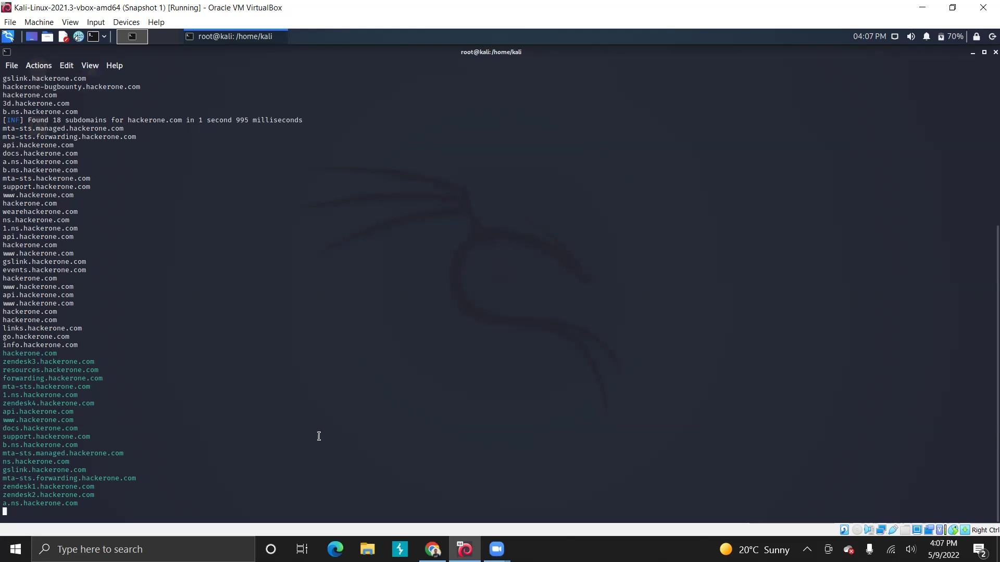 Kali-Linux-2021.3-vbox-amd64 (Snapshot 1) [Running] - Oracle VM VirtualBox
File Machine View Input Devices Help
root@kali: /home/kali
04:07 PM
70%
root@kali:/home/kali
File Actions Edit View Help
gslink.hackerone.com
hackerone-bugbounty.hackerone.com
hackerone.com
3d.hackerone.com
b.ns.hackerone.com
[INF] Found 18 subdomains for hackerone.com in 1 second 995 milliseconds
mta-sts.managed.hackerone.com
mta-sts.forwarding.hackerone.com
api.hackerone.com
docs.hackerone.com
a.ns.hackerone.com
b.ns.hackerone.com
mta-sts.hackerone.com
support.hackerone.com
www.hackerone.com
hackerone.com
wearehackerone.com
ns.hackerone.com
1.ns.hackerone.com
api.hackerone.com
hackerone.com
www.hackerone.com
gslink.hackerone.com
events.hackerone.com
hackerone.com
www.hackerone.com
api.hackerone.com
www.hackerone.com
hackerone.com
hackerone.com
links.hackerone.com
go.hackerone.com
info.hackerone.com
hackerone.com
zendesk3.hackerone.com
resources.hackerone.com
forwarding.hackerone.com
mta-sts.hackerone.com
1.ns.hackerone.com
zendesk4.hackerone.com
api.hackerone.com
www.hackerone.com
docs.hackerone.com
support.hackerone.com
b.ns.hackerone.com
mta-sts.managed.hackerone.com
ns.hackerone.com
gslink.hackerone.com
mta-sts.forwarding.hackerone.com
zendesk1.hackerone.com
zendesk2.hackerone.com
a.ns.hackerone.com
Right Ctrl
Type here to search
64
20°C Sunny
4:07 PM
5/9/2022
2